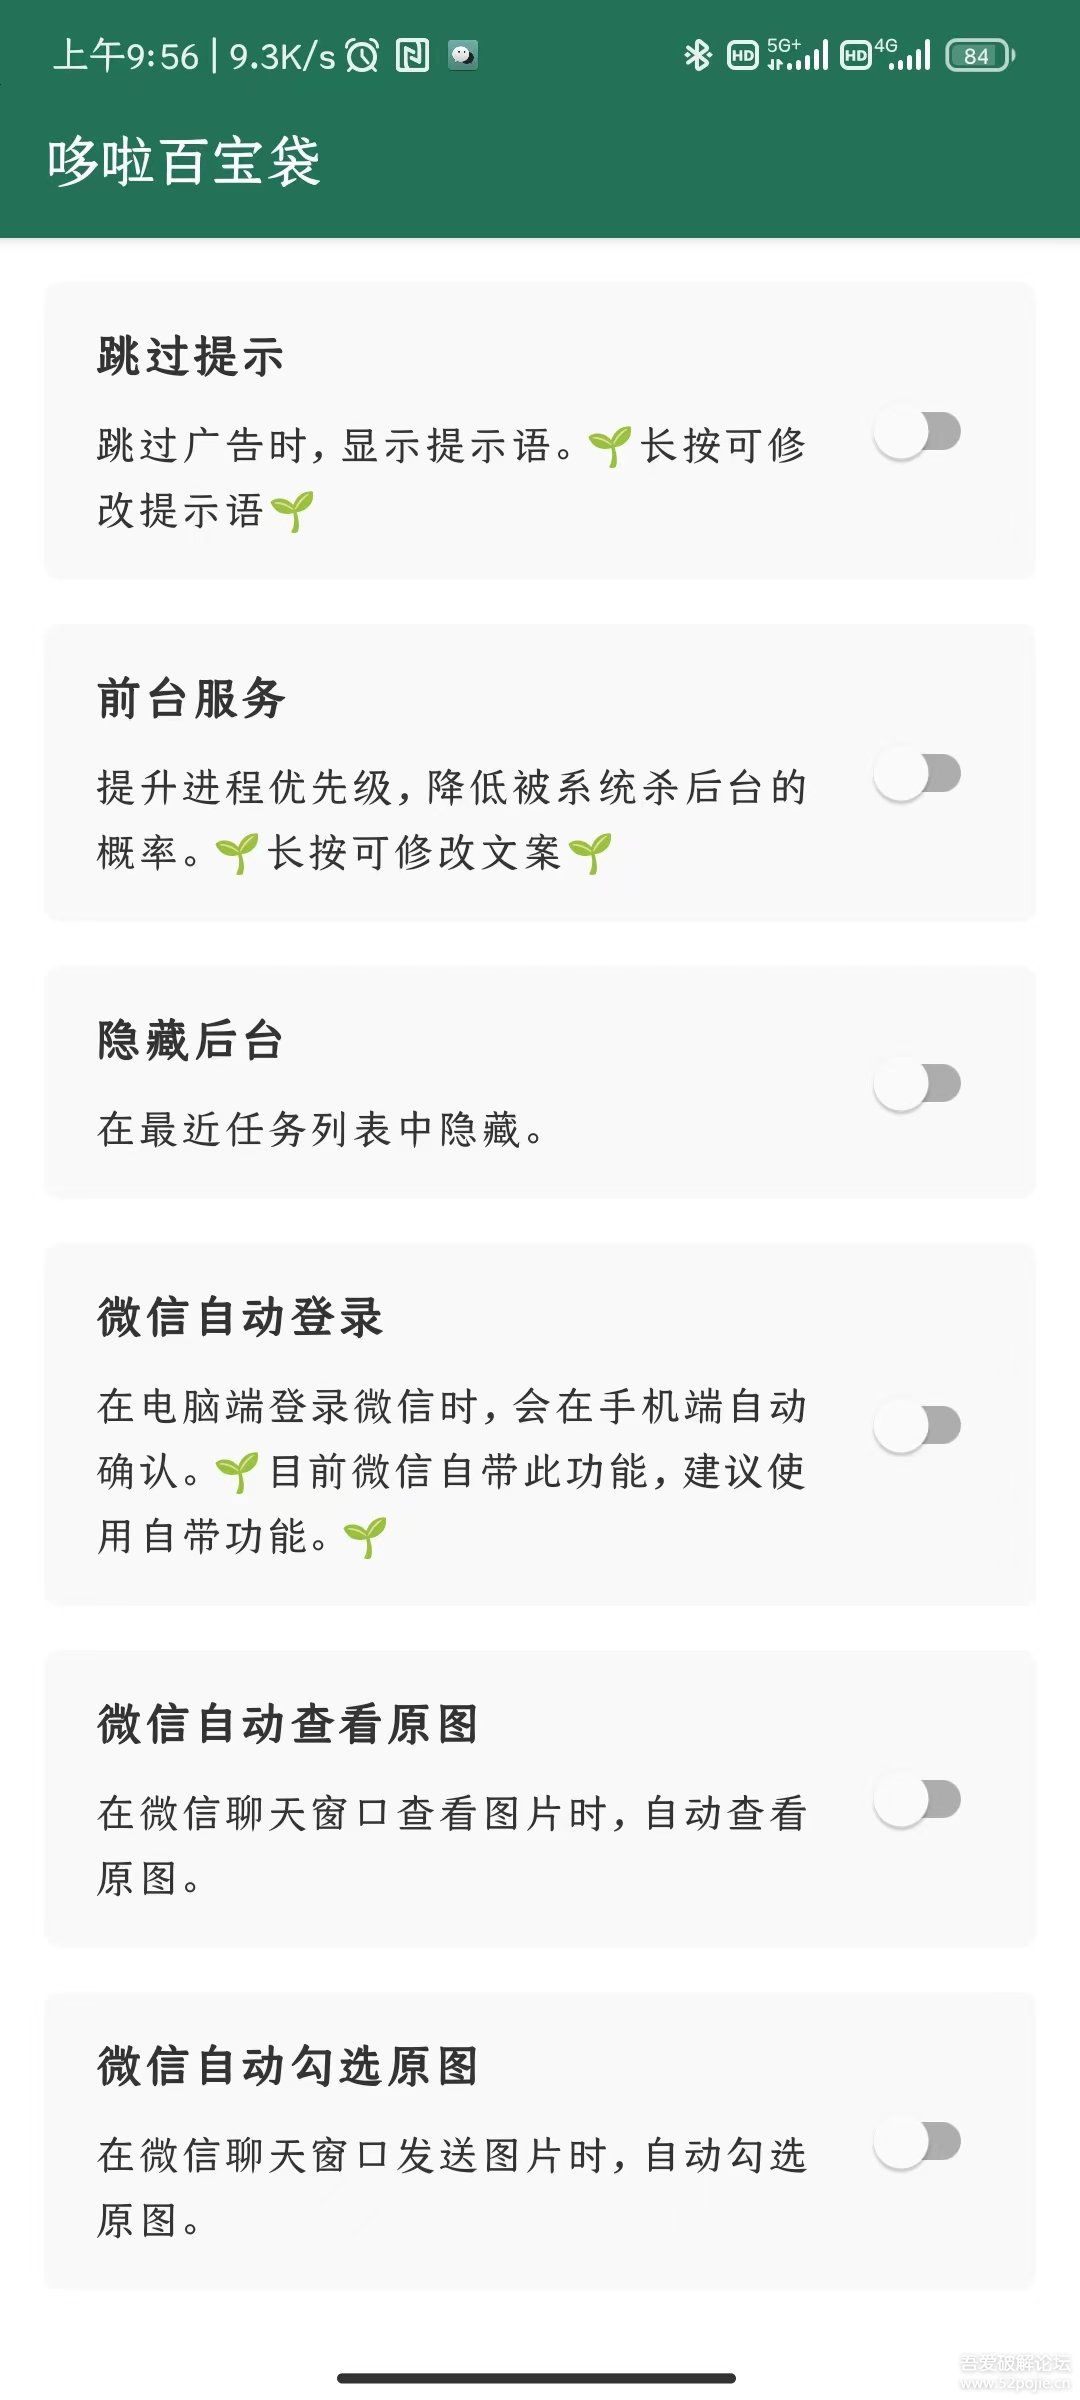 上午9:56 | 9.3K/s HD 5G+ HD 4G 84
哆啦百宝袋
跳过提示
跳过广告时，显示提示语。🌱长按可修
改提示语🌱
前台服务
提升进程优先级，降低被系统杀后台的
概率。🌱长按可修改文案🌱
隐藏后台
在最近任务列表中隐藏。
微信自动登录
在电脑端登录微信时，会在手机端自动
确认。🌱目前微信自带此功能，建议使
用自带功能。🌱
微信自动查看原图
在微信聊天窗口查看图片时，自动查看
原图。
微信自动勾选原图
在微信聊天窗口发送图片时，自动勾选
原图。
吾爱破解论坛
www.52pojie.cn